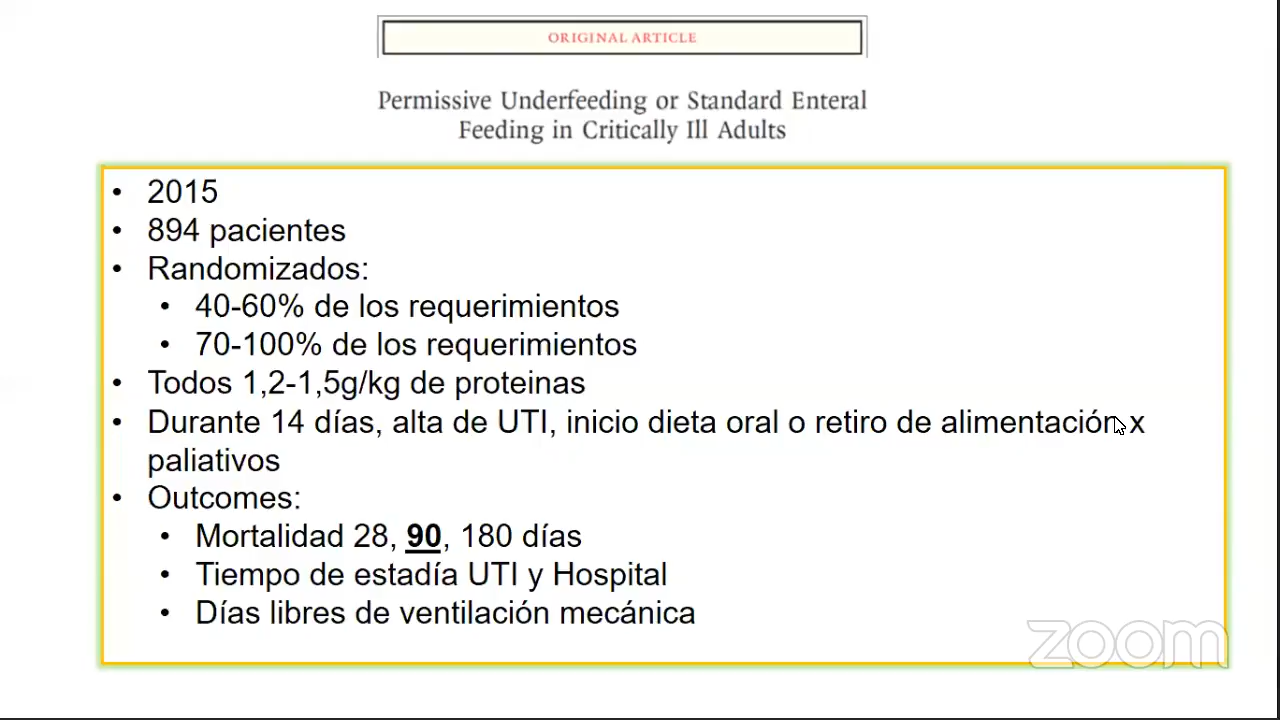 ORIGINAL ARTICLE
Permissive Underfeeding or Standard Enteral
Feeding in Critically Ill Adults
• 2015
• 894 pacientes
• Randomizados:
• 40-60% de los requerimientos
• 70-100% de los requerimientos
• Todos 1,2-1,5g/kg de proteinas
• Durante 14 días, alta de UTI, inicio dieta oral o retiro de alimentación x
paliativos
• Outcomes:
• Mortalidad 28, 90, 180 días
• Tiempo de estadía UTI y Hospital
• Días libres de ventilación mecánica
zoom